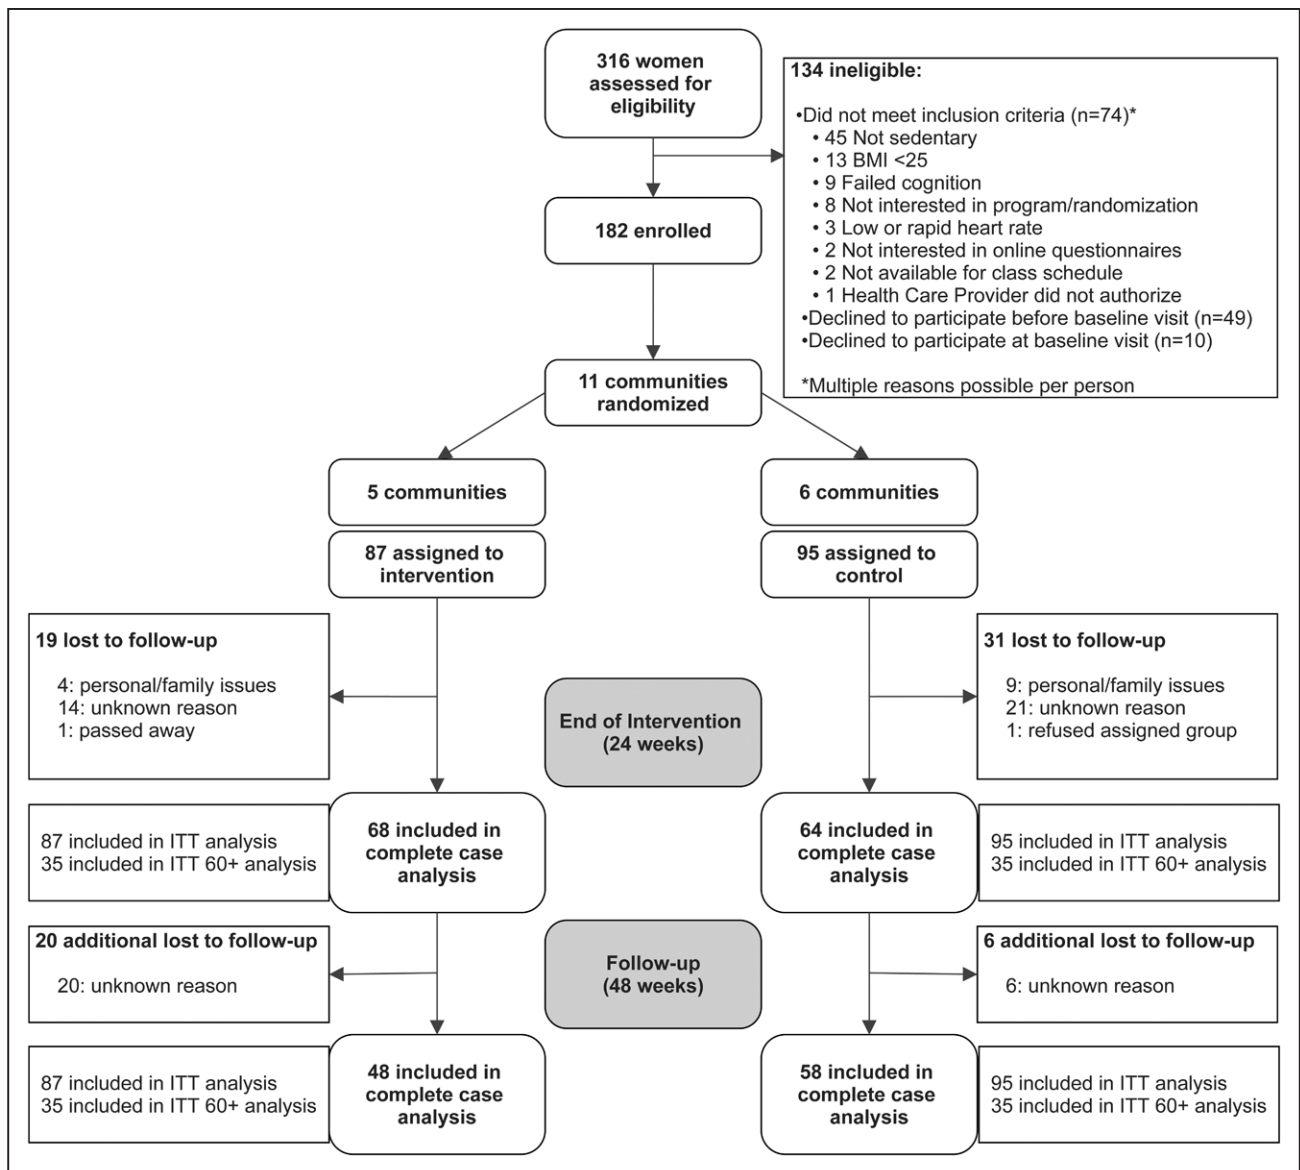 316 women
assessed for
eligibility
134 ineligible:
•Did not meet inclusion criteria (n=74)*
• 45 Not sedentary
• 13 BMI <25
• 9 Failed cognition
• 8 Not interested in program/randomization
• 3 Low or rapid heart rate
• 2 Not interested in online questionnaires
• 2 Not available for class schedule
• 1 Health Care Provider did not authorize
•Declined to participate before baseline visit (n=49)
•Declined to participate at baseline visit (n=10)
*Multiple reasons possible per person
182 enrolled
11 communities
randomized
5 communities
6 communities
87 assigned to
intervention
95 assigned to
control
19 lost to follow-up
4: personal/family issues
14: unknown reason
1: passed away
31 lost to follow-up
9: personal/family issues
21: unknown reason
1: refused assigned group
End of Intervention
(24 weeks)
87 included in ITT analysis
35 included in ITT 60+ analysis
68 included in
complete case
analysis
64 included in
complete case
analysis
95 included in ITT analysis
35 included in ITT 60+ analysis
20 additional lost to follow-up
20: unknown reason
Follow-up
(48 weeks)
6 additional lost to follow-up
6: unknown reason
87 included in ITT analysis
35 included in ITT 60+ analysis
48 included in
complete case
analysis
58 included in
complete case
analysis
95 included in ITT analysis
35 included in ITT 60+ analysis